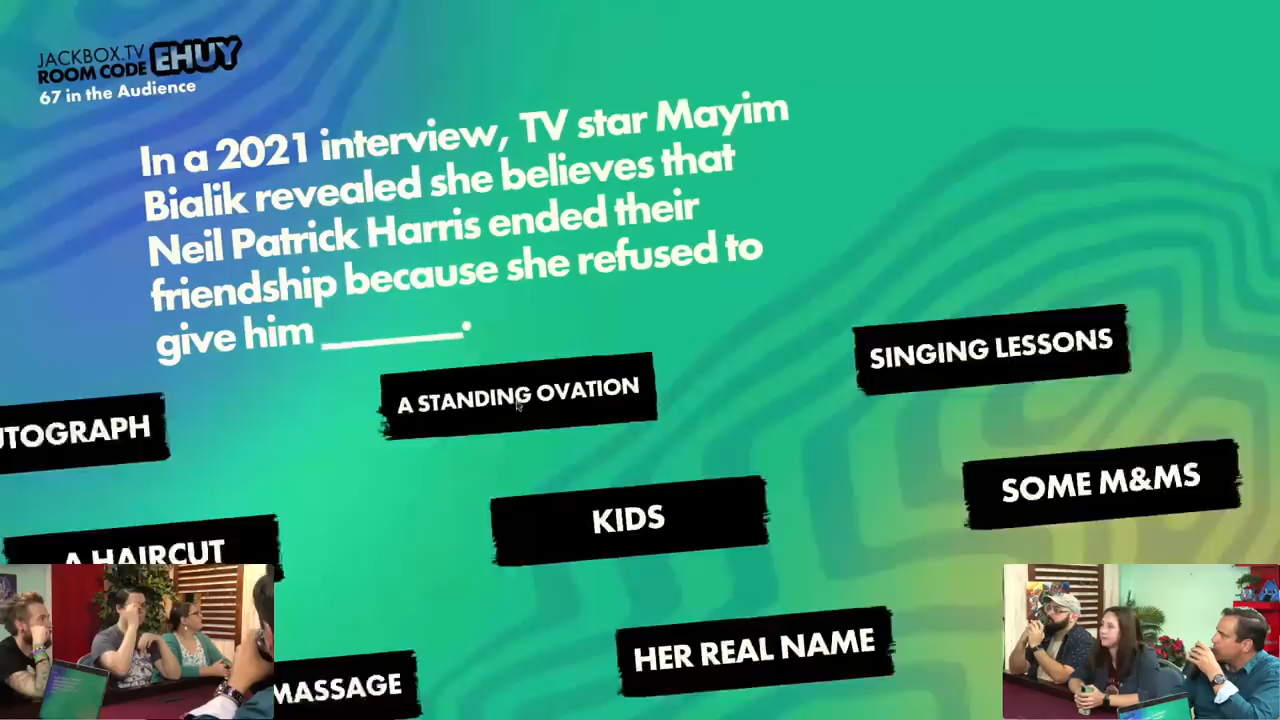 JACKBOX.TV
ROOM CODE EHUY
67 in the Audience
In a 2021 interview, TV star Mayim
Bialik revealed she believes that
Neil Patrick Harris ended their
friendship because she refused to
give him ________.
SINGING LESSONS
A STANDING OVATION
UTOGRAPH
SOME M&MS
KIDS
A HAIRCUT
HER REAL NAME
MASSAGE